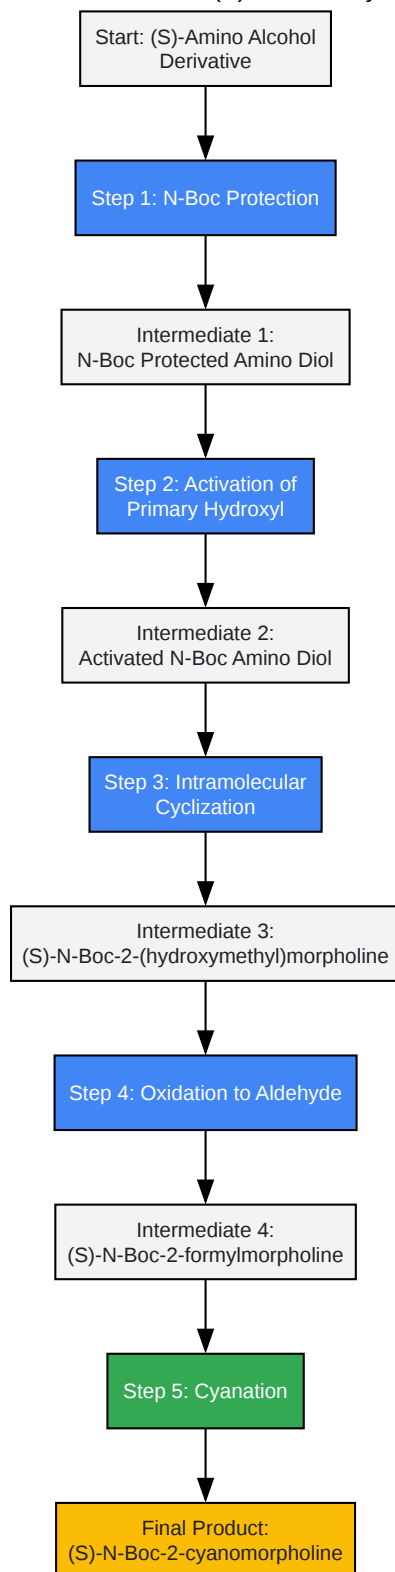 Start: (S)-Amino Alcohol
Derivative
Step 1: N-Boc Protection
Intermediate 1:
N-Boc Protected Amino Diol
Step 2: Activation of
Primary Hydroxyl
Intermediate 2:
Activated N-Boc Amino Diol
Step 3: Intramolecular
Cyclization
Intermediate 3:
(S)-N-Boc-2-(hydroxymethyl)morpholine
Step 4: Oxidation to Aldehyde
Intermediate 4:
(S)-N-Boc-2-formylmorpholine
Step 5: Cyanation
Final Product:
(S)-N-Boc-2-cyanomorpholine